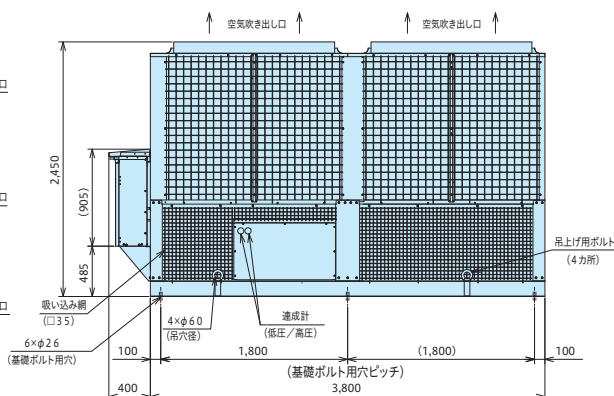 空気吹き出し口
空気吹き出し口
口
口
口
2,450
(905)
485
吸い込み網
(□35)
6×φ26
(基礎ボルト用穴)
4×φ60
(吊穴径)
連成計
(低圧/高圧)
吊上げ用ボルト
(4カ所)
100
1,800
(1,800)
100
(基礎ボルト用穴ピッチ)
400
3,800